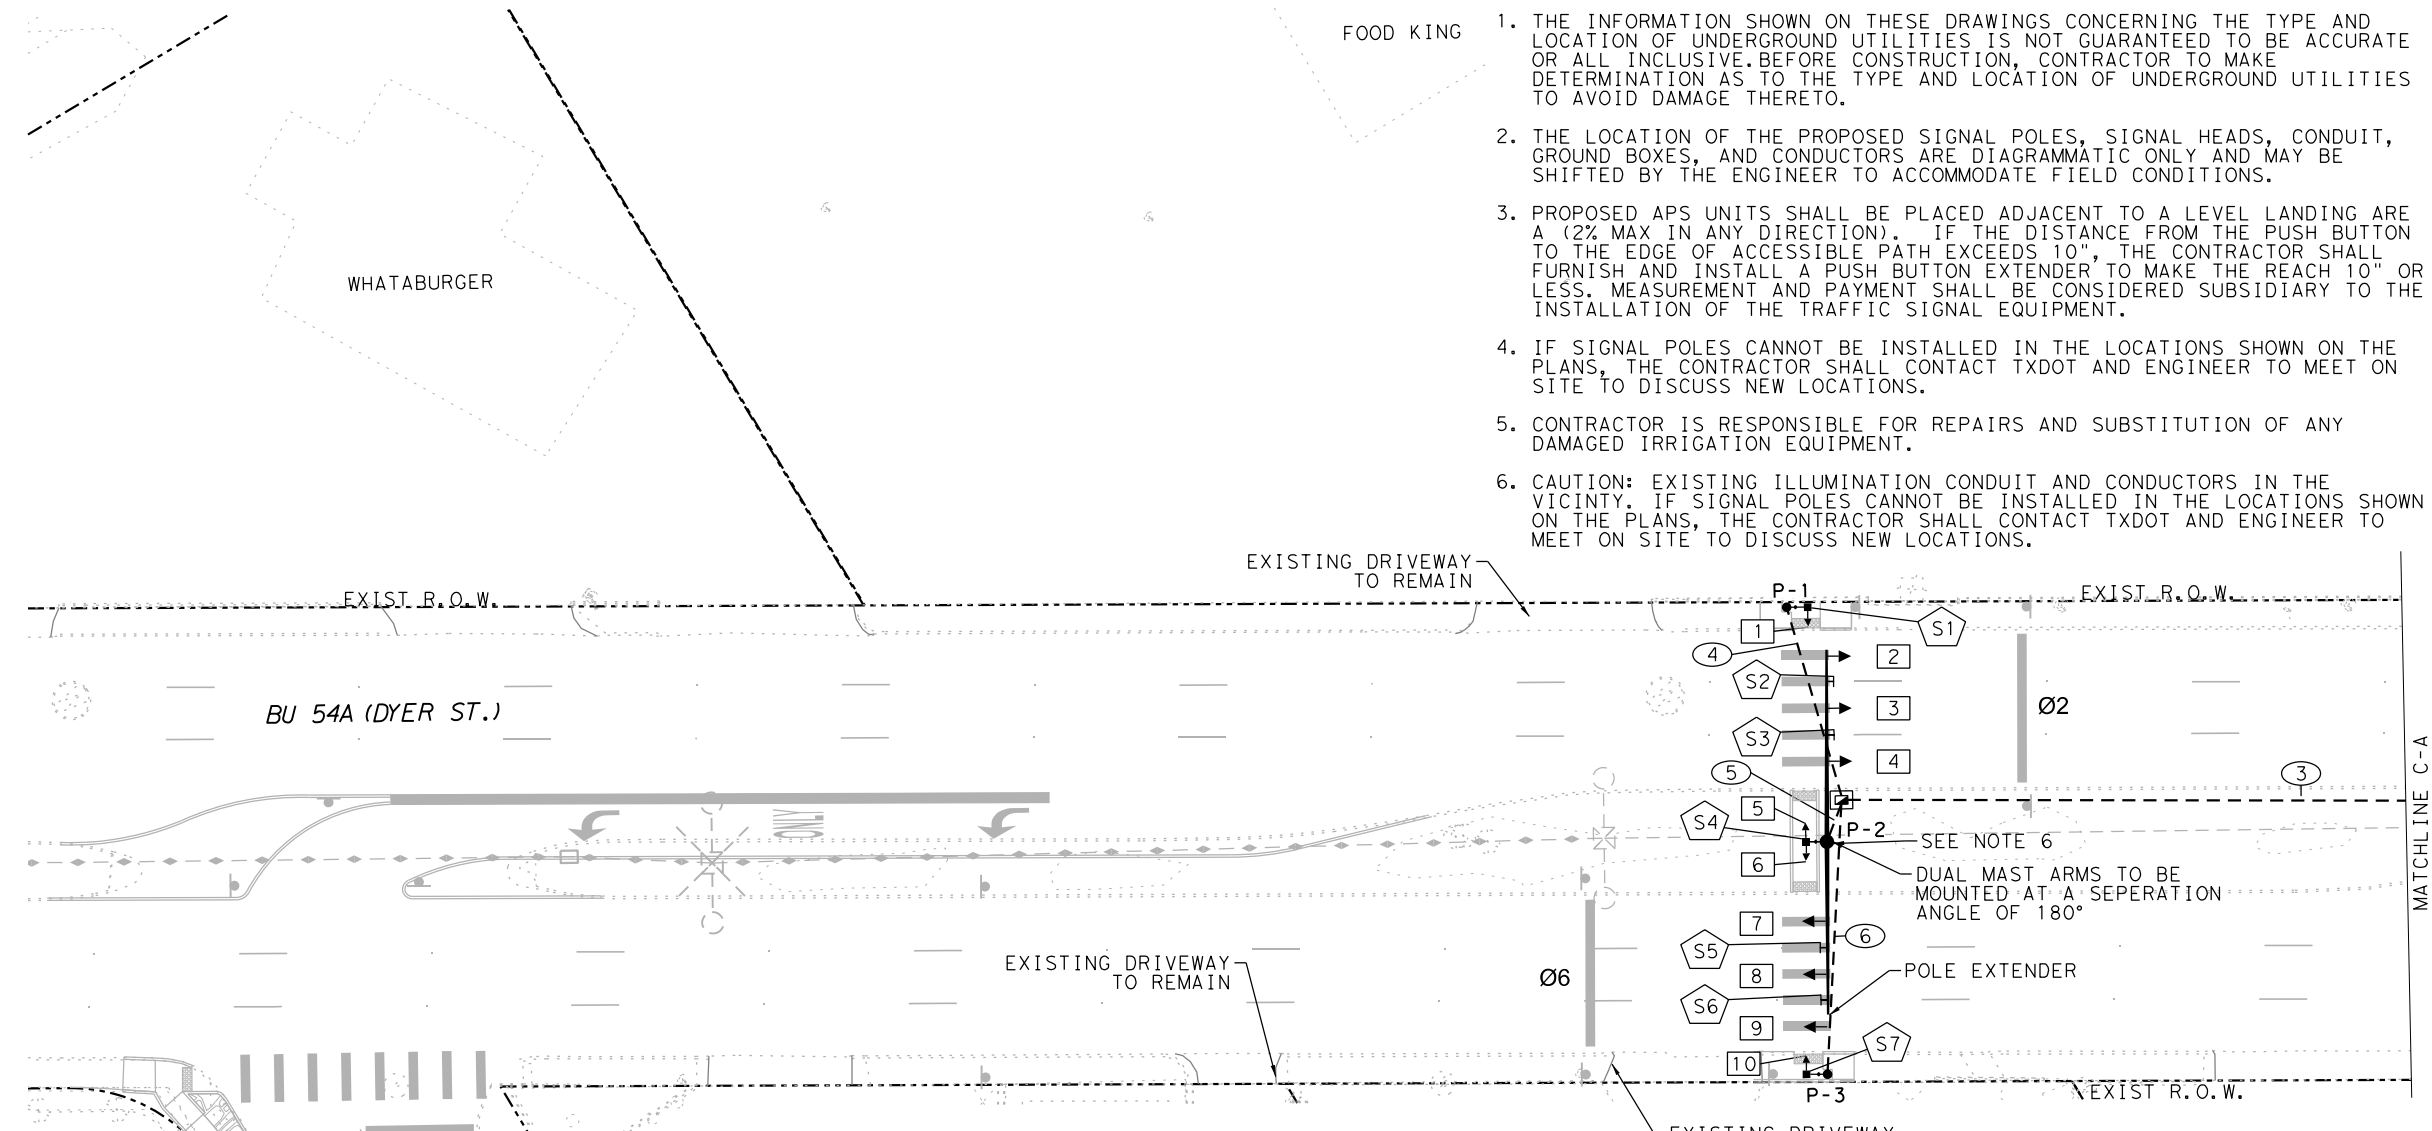 FOOD KING
WHATABURGER
1. THE INFORMATION SHOWN ON THESE DRAWINGS CONCERNING THE TYPE AND
LOCATION OF UNDERGROUND UTILITIES IS NOT GUARANTEED TO BE ACCURATE
OR ALL INCLUSIVE.BEFORE CONSTRUCTION, CONTRACTOR TO MAKE
DETERMINATION AS TO THE TYPE AND LOCATION OF UNDERGROUND UTILITIES
TO AVOID DAMAGE THERETO.
2. THE LOCATION OF THE PROPOSED SIGNAL POLES, SIGNAL HEADS, CONDUIT,
GROUND BOXES, AND CONDUCTORS ARE DIAGRAMMATIC ONLY AND MAY BE
SHIFTED BY THE ENGINEER TO ACCOMMODATE FIELD CONDITIONS.
3. PROPOSED APS UNITS SHALL BE PLACED ADJACENT TO A LEVEL LANDING ARE
A (2% MAX IN ANY DIRECTION). IF THE DISTANCE FROM THE PUSH BUTTON
TO THE EDGE OF ACCESSIBLE PATH EXCEEDS 10", THE CONTRACTOR SHALL
FURNISH AND INSTALL A PUSH BUTTON EXTENDER TO MAKE THE REACH 10" OR
LESS. MEASUREMENT AND PAYMENT SHALL BE CONSIDERED SUBSIDIARY TO THE
INSTALLATION OF THE TRAFFIC SIGNAL EQUIPMENT.
4. IF SIGNAL POLES CANNOT BE INSTALLED IN THE LOCATIONS SHOWN ON THE
PLANS, THE CONTRACTOR SHALL CONTACT TXDOT AND ENGINEER TO MEET ON
SITE TO DISCUSS NEW LOCATIONS.
5. CONTRACTOR IS RESPONSIBLE FOR REPAIRS AND SUBSTITUTION OF ANY
DAMAGED IRRIGATION EQUIPMENT.
6. CAUTION: EXISTING ILLUMINATION CONDUIT AND CONDUCTORS IN THE
VICINITY. IF SIGNAL POLES CANNOT BE INSTALLED IN THE LOCATIONS SHOWN
ON THE PLANS, THE CONTRACTOR SHALL CONTACT TXDOT AND ENGINEER TO
MEET ON SITE TO DISCUSS NEW LOCATIONS.
EXISTING DRIVEWAY
TO REMAIN
EXIST R.O.W.
P-1
EXIST R.O.W.
1
S1
4
2
S2
BU 54A (DYER ST.)
3
Ø2
S3
4
5
3
MATCHLINE C-A
5
ONLY
S4
P-2
SEE NOTE 6
6
DUAL MAST ARMS TO BE
MOUNTED AT A SEPERATION
ANGLE OF 180°
7
6
S5
EXISTING DRIVEWAY
TO REMAIN
8
POLE EXTENDER
Ø6
S6
9
S7
10
P-3
EXIST R.O.W.
EXISTING DRIVEWAY